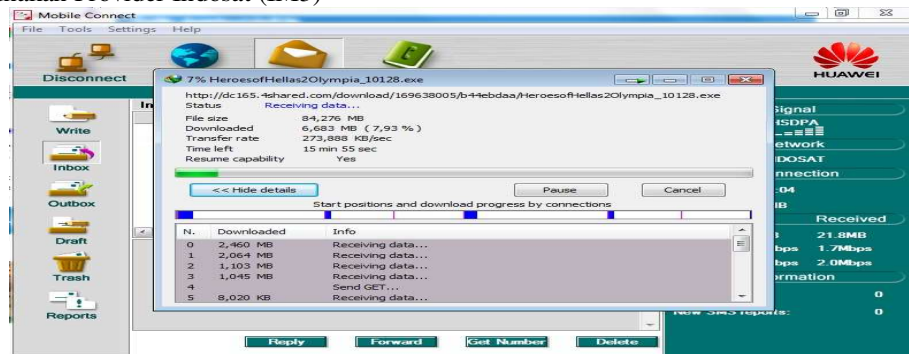 Provider Indosat (IM3)
Mobile Connect
File Tools Settings Help
Disconnect
HUAWEI
7% HeroesofHellas2Olympia_10128.exe
http://dc165.4shared.com/download/169638005/b44ebdaa/HeroesofHellas2Olympia_10128.exe
Status Receiving data...
File size 84,276 MB
Downloaded 6,683 MB ( 7,93 % )
Transfer rate 273,888 KB/sec
Time left 15 min 55 sec
Resume capability Yes
<< Hide details Pause Cancel
Start positions and download progress by connections
N. Downloaded Info
0 2,460 MB Receiving data...
1 2,064 MB Receiving data...
2 1,103 MB Receiving data...
3 1,045 MB Receiving data...
4 Send GET...
5 8,020 KB Receiving data...
Write
Inbox
Outbox
Draft
Trash
Reports
Reply Forward Get Number Delete
Received
21.8MB
1.7Mbps
2.0Mbps
0
New SMS reports: 0